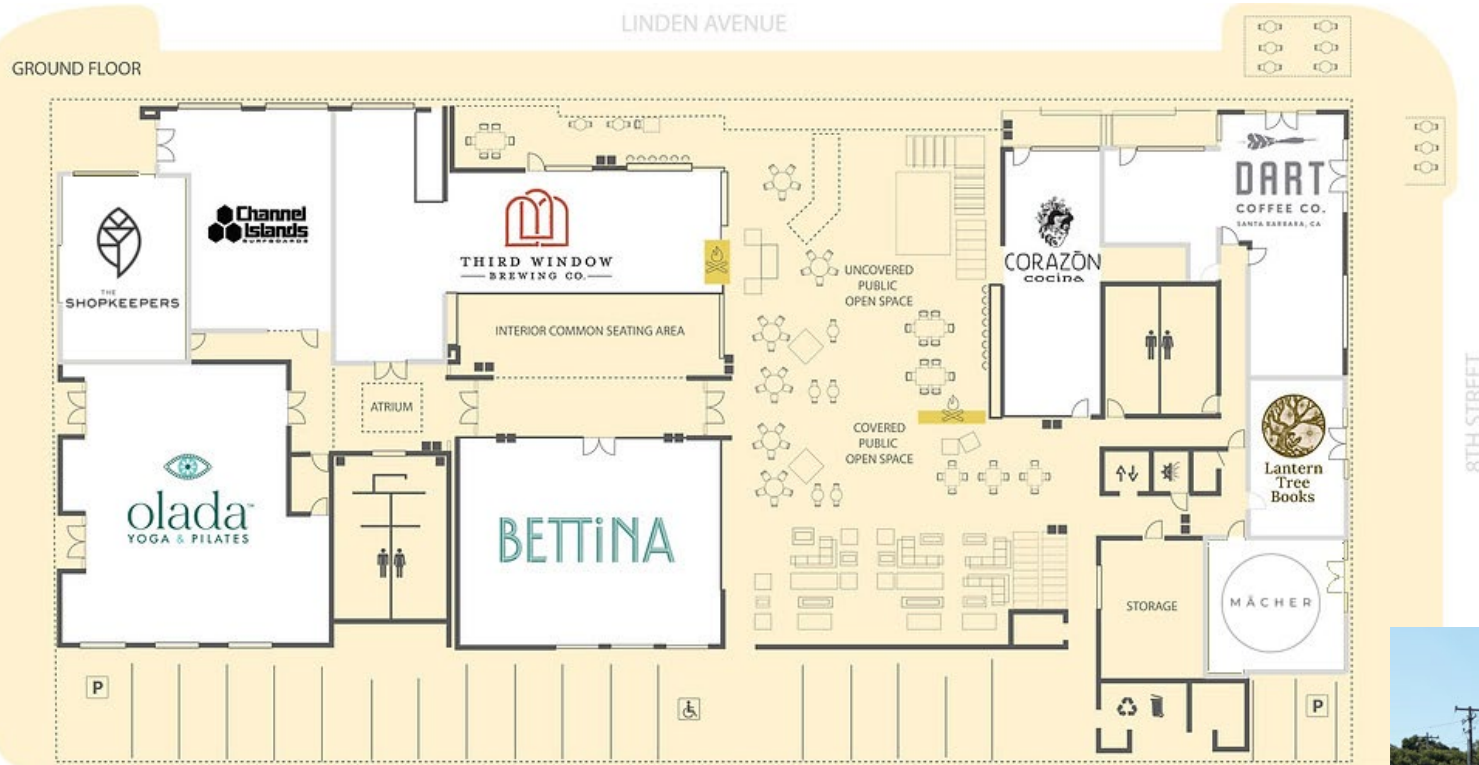 LINDEN AVENUE
GROUND FLOOR
THE
SHOPKEEPERS
Channel
Islands
SURFBOARDS
THIRD WINDOW
BREWING CO.
INTERIOR COMMON SEATING AREA
ATRIUM
olada™
YOGA & PILATES
BETTiNA
UNCOVERED
PUBLIC
OPEN SPACE
COVERED
PUBLIC
OPEN SPACE
CORAZŌN
cocina
DART
COFFEE CO.
SANTA BARBARA, CA
Lantern
Tree
Books
STORAGE
MÄCHER
8TH STREET
P
P